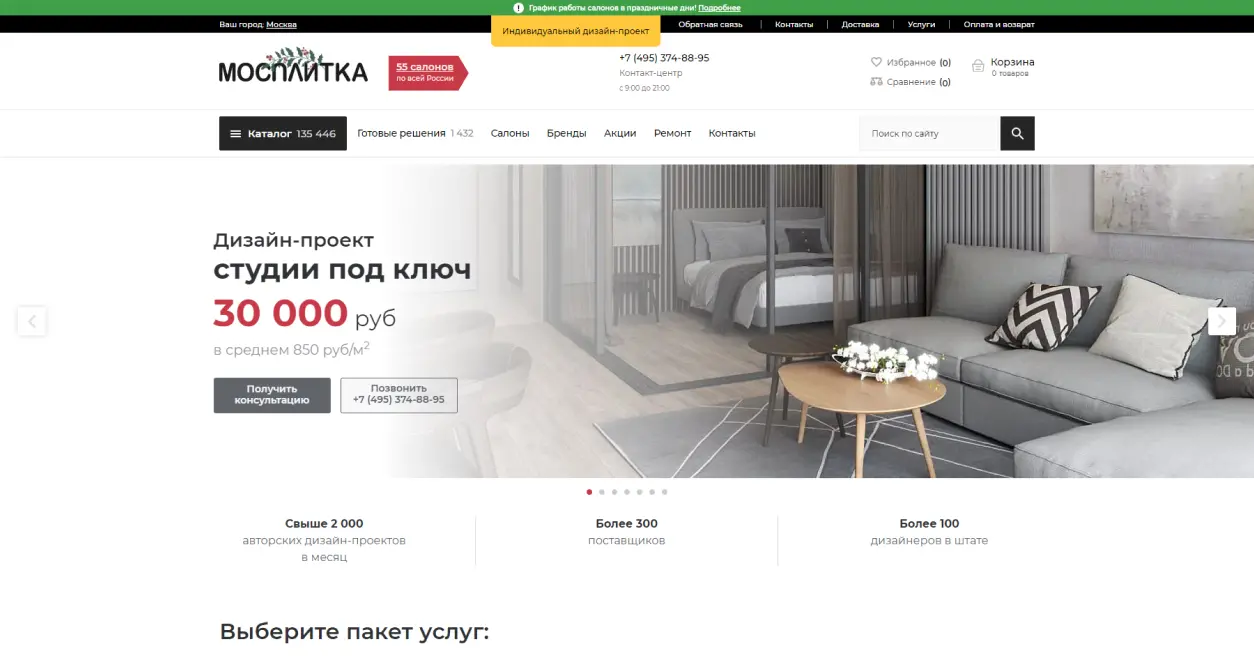 График работы салонов в праздничные дни! Подробнее
Ваш город: Москва
Индивидуальный дизайн-проект
Обратная связь
Контакты
Доставка
Услуги
Оплата и возврат
МОСПЛИТКА
55 салонов
по всей России
+7 (495) 374-88-95
Контакт-центр
с 9:00 до 21:00
Избранное (0)
Сравнение (0)
Корзина
0 товаров
Каталог 135 446
Готовые решения 1 432
Салоны
Бренды
Акции
Ремонт
Контакты
Поиск по сайту
Дизайн-проект
студии под ключ
30 000 руб
в среднем 850 руб/м²
Получить
консультацию
Позвонить
+7 (495) 374-88-95
Свыше 2 000
авторских дизайн-проектов
в месяц
Более 300
поставщиков
Более 100
дизайнеров в штате
Выберите пакет услуг: